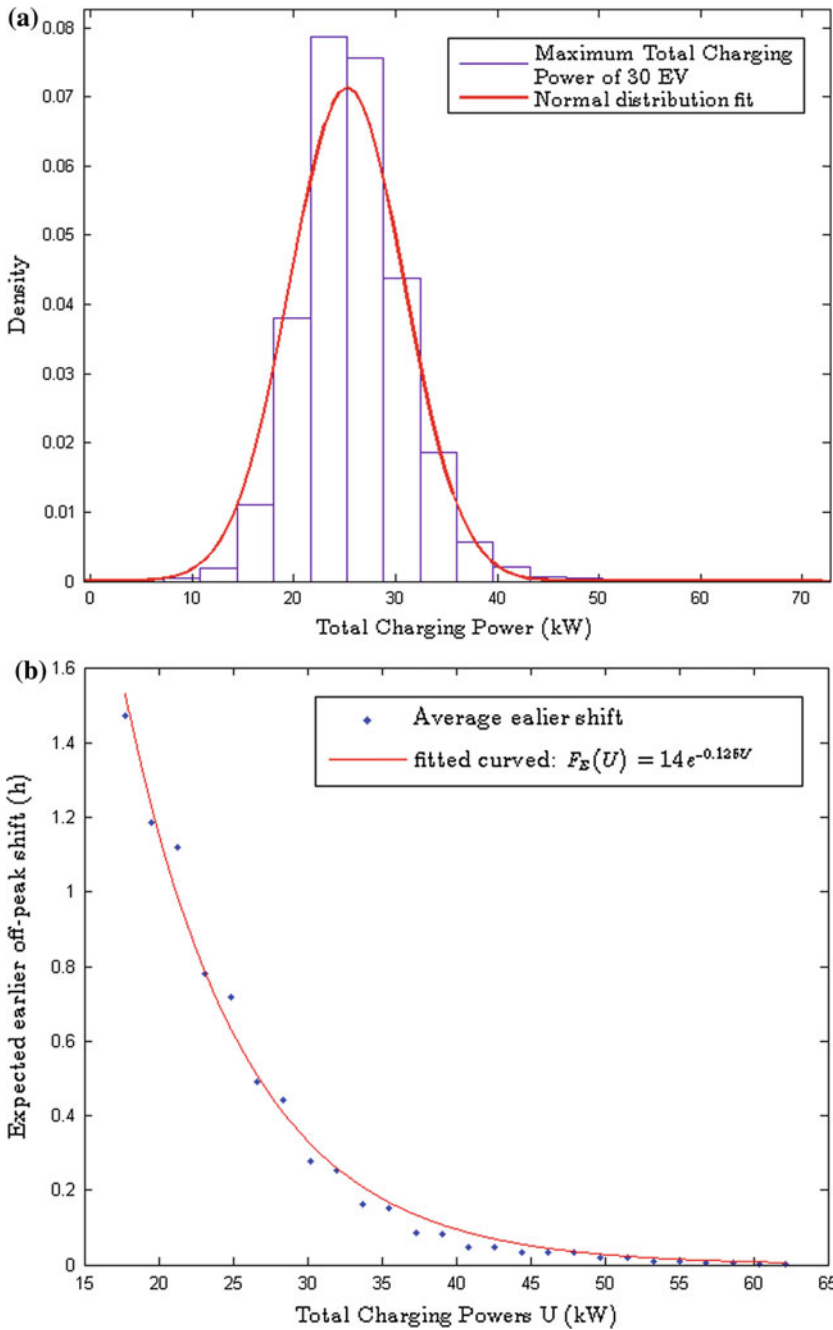 (a)
0.08
0.07
0.06
0.05
0.04
0.03
0.02
0.01
0
Density
Maximum Total Charging
Power of 30 EV
Normal distribution fit
0 10 20 30 40 50 60 70
Total Charging Power (kW)
(b)
1.6
1.4
1.2
1
0.8
0.6
0.4
0.2
0
Expected earlier off-peak shift (h)
Average ealier shift
fitted curved: F_E(U) = 14e^{-0.125U}
15 20 25 30 35 40 45 50 55 60 65
Total Charging Powers U (kW)